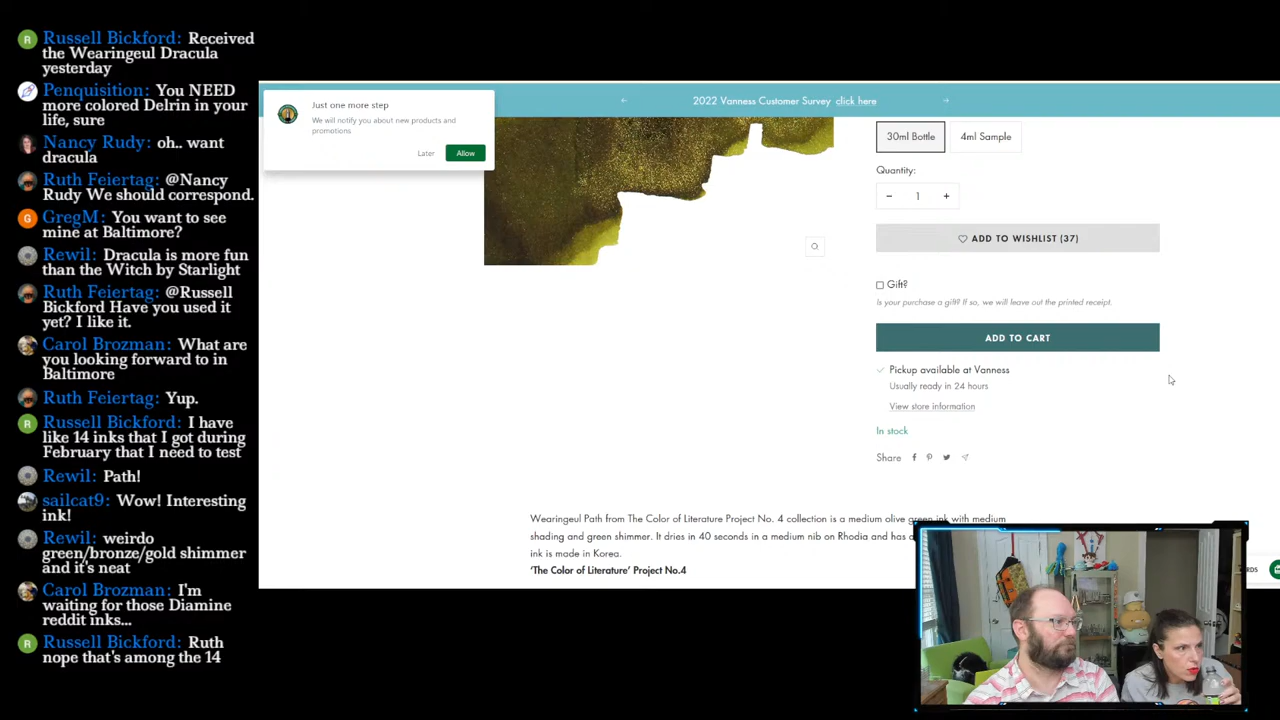 Russell Bickford: Received
the Wearingeul Dracula
yesterday
Penquisition: You NEED
more colored Delrin in your
life, sure
Nancy Rudy: oh.. want
dracula
Ruth Feiertag: @Nancy
Rudy We should correspond.
GregM: You want to see
mine at Baltimore?
Rewil: Dracula is more fun
than the Witch by Starlight
Ruth Feiertag: @Russell
Bickford Have you used it
yet? I like it.
Carol Brozman: What are
you looking forward to in
Baltimore
Ruth Feiertag: Yup.
Russell Bickford: I have
like 14 inks that I got during
February that I need to test
Rewil: Path!
sailcat9: Wow! Interesting
ink!
Rewil: weirdo
green/bronze/gold shimmer
and it's neat
Carol Brozman: I'm
waiting for those Diamine
reddit inks...
Russell Bickford: Ruth
nope that's among the 14
Just one more step
We will notify you about new products and
promotions
Later Allow
2022 Vanness Customer Survey click here
30ml Bottle 4ml Sample
Quantity:
1
ADD TO WISHLIST (37)
Gift?
Is your purchase a gift? If so, we will leave out the printed receipt.
ADD TO CART
Pickup available at Vanness
Usually ready in 24 hours
View store information
In stock
Share
Wearingeul Path from The Color of Literature Project No. 4 collection is a medium olive green ink with medium
shading and green shimmer. It dries in 40 seconds in a medium nib on Rhodia and has
ink is made in Korea.
'The Color of Literature' Project No.4